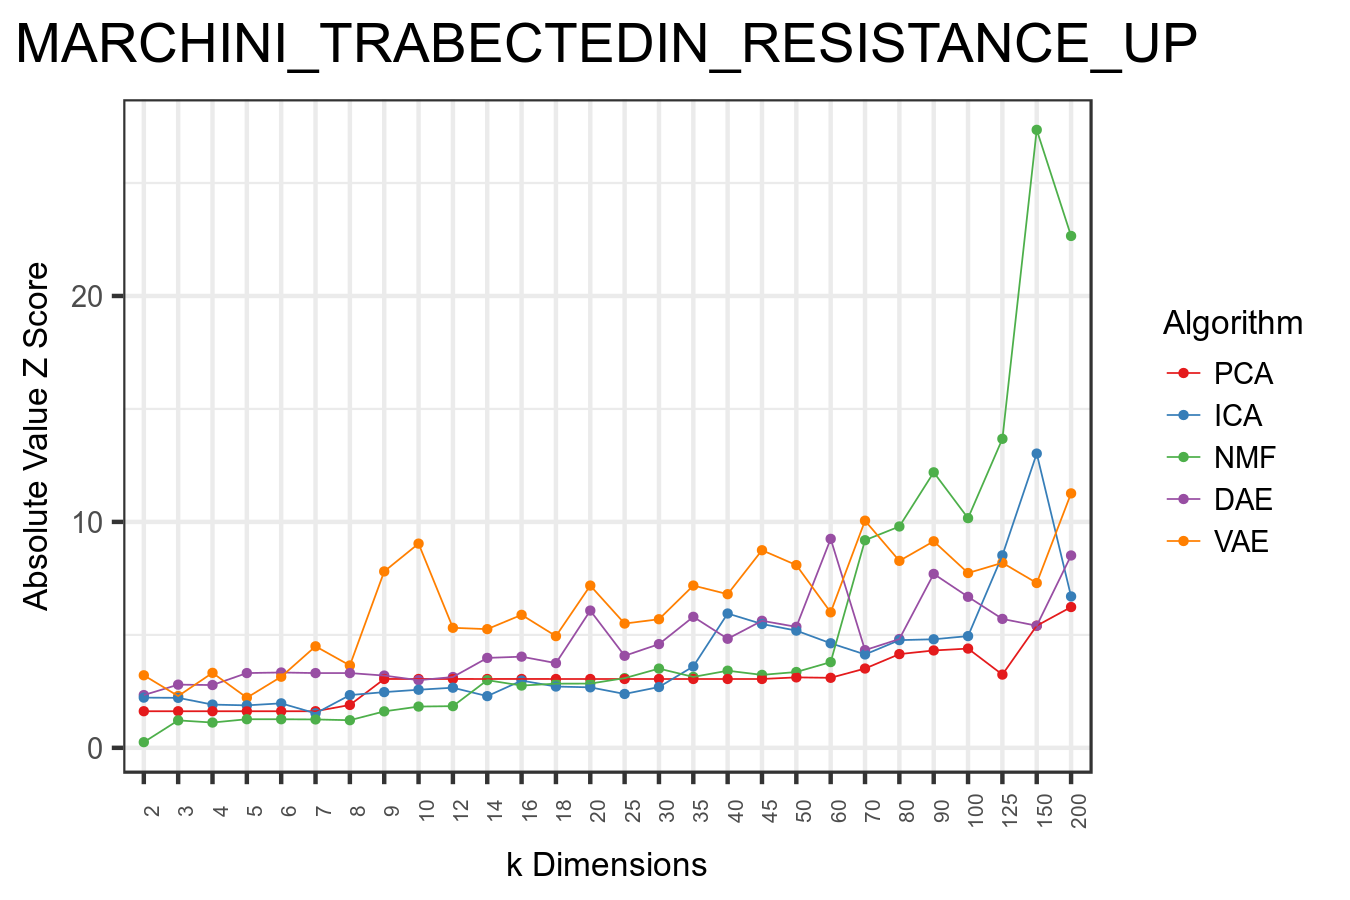 MARCHINI_TRABECTEDIN_RESISTANCE_UP
Absolute Value Z Score
20
10
0
2 3 4 5 6 7 8 9 10 12 14 16 18 20 25 30 35 40 45 50 60 70 80 90 100 125 150 200
k Dimensions
Algorithm
PCA
ICA
NMF
DAE
VAE